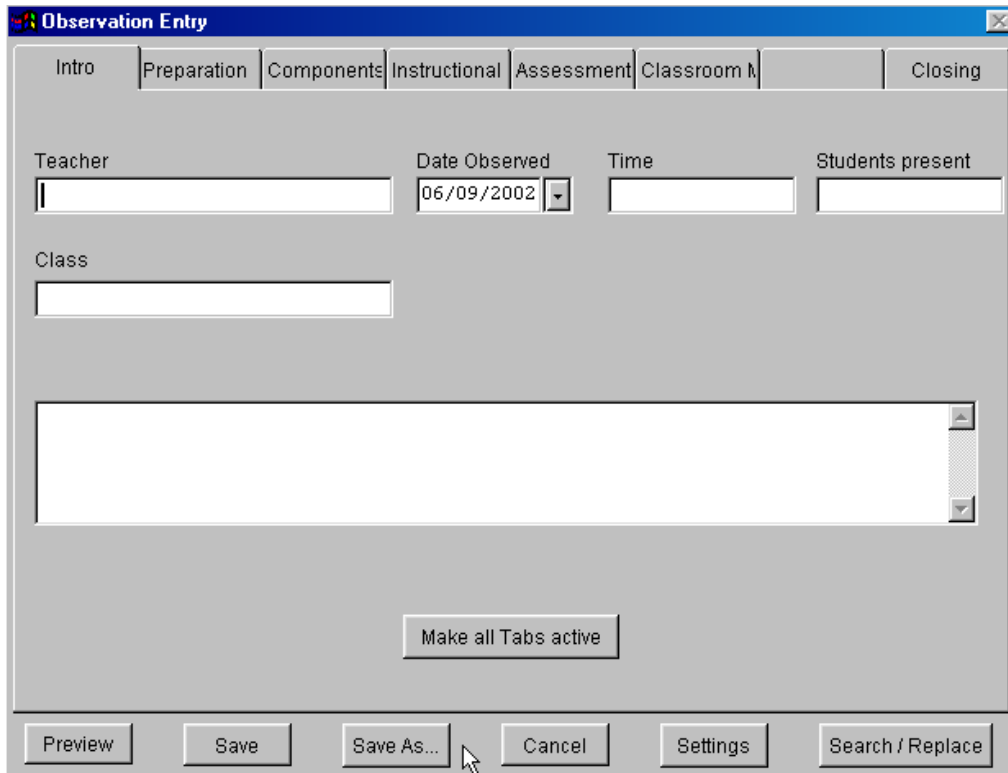 Observation Entry
Intro Preparation Components Instructional Assessment Classroom M Closing
Teacher Date Observed Time Students present
06/09/2002
Class
Make all Tabs active
Preview Save Save As... Cancel Settings Search / Replace